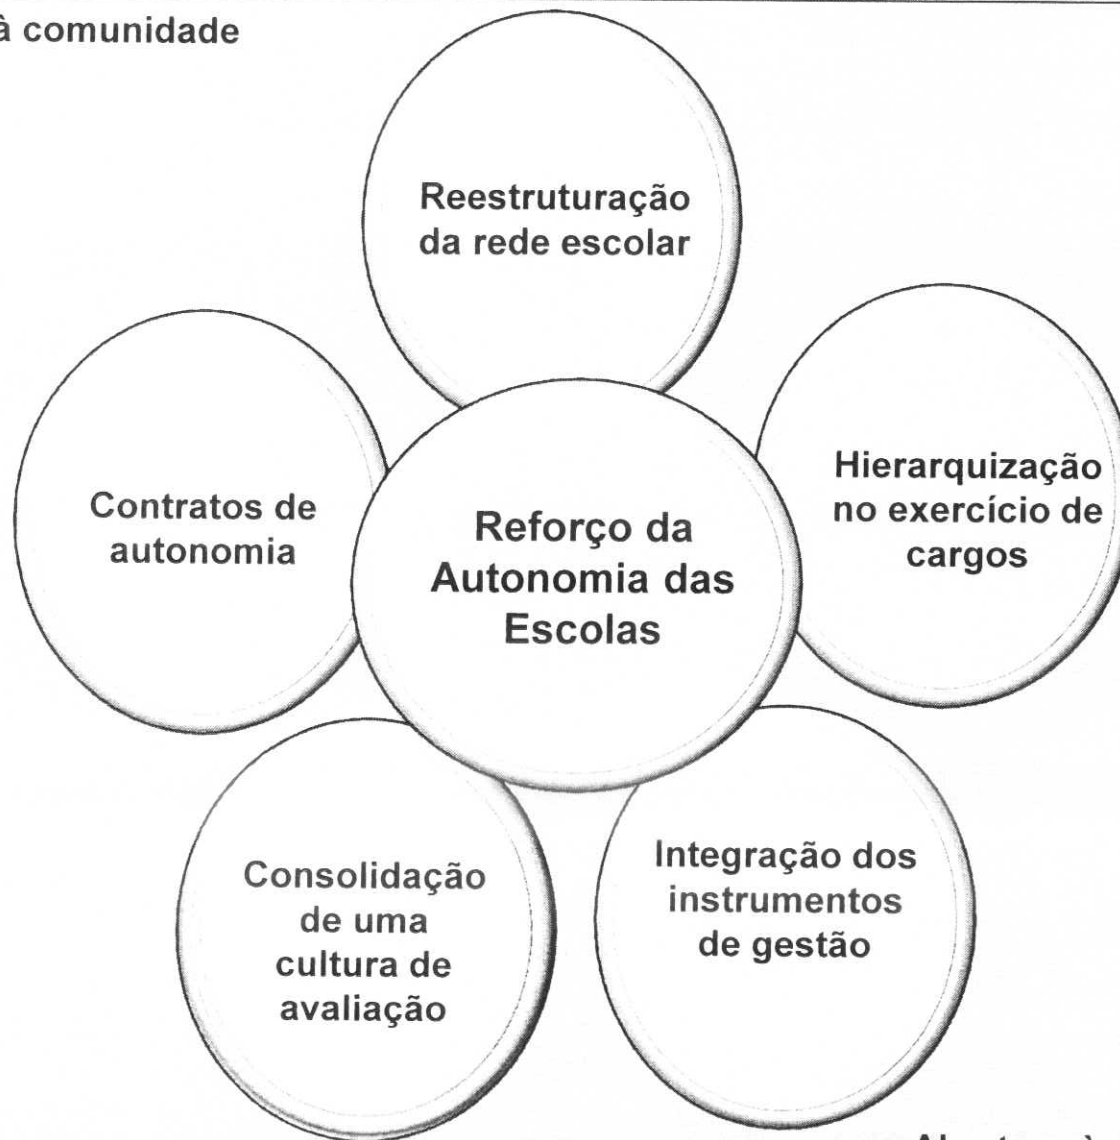 à comunidade
Reestruturação
da rede escolar
Contratos de
autonomia
Hierarquização
no exercício de
cargos
Reforço da
Autonomia das
Escolas
Consolidação
de uma
cultura de
avaliação
Integração dos
instrumentos
de gestão